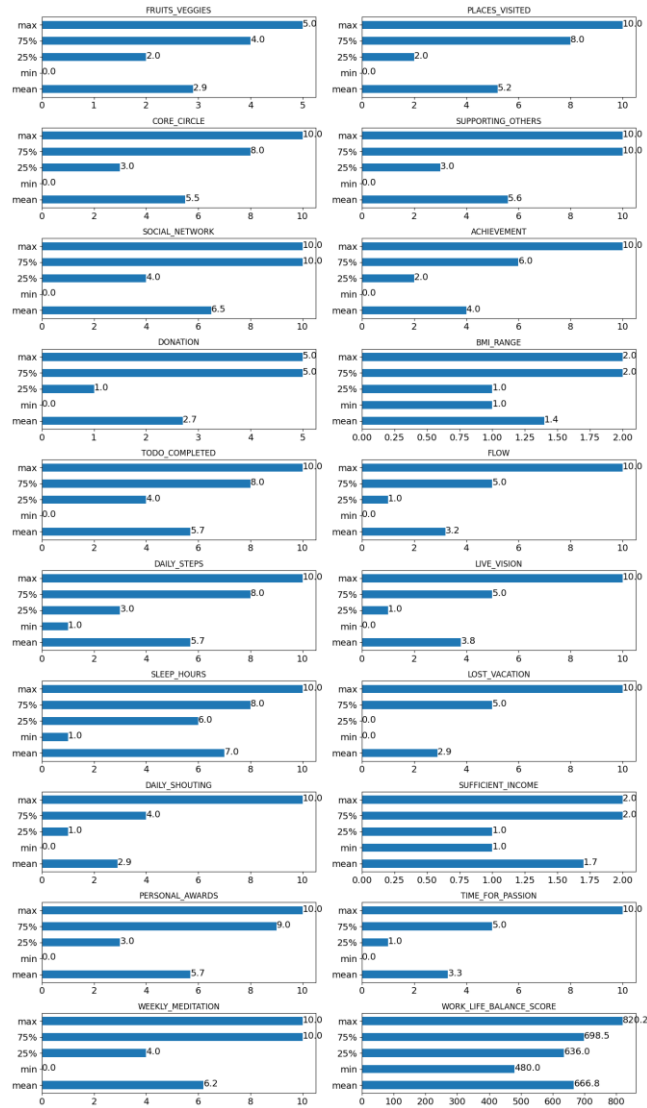 FRUITS_VEGGIES
max 5.0
75% 4.0
25% 2.0
min 0.0
mean 2.9
0 1 2 3 4 5
PLACES_VISITED
max 10.0
75% 8.0
25% 2.0
min 0.0
mean 5.2
0 2 4 6 8 10
CORE_CIRCLE
max 10.0
75% 8.0
25% 3.0
min 0.0
mean 5.5
0 2 4 6 8 10
SUPPORTING_OTHERS
max 10.0
75% 10.0
25% 3.0
min 0.0
mean 5.6
0 2 4 6 8 10
SOCIAL_NETWORK
max 10.0
75% 10.0
25% 4.0
min 0.0
mean 6.5
0 2 4 6 8 10
ACHIEVEMENT
max 10.0
75% 6.0
25% 2.0
min 0.0
mean 4.0
0 2 4 6 8 10
DONATION
max 5.0
75% 5.0
25% 1.0
min 0.0
mean 2.7
0 1 2 3 4 5
BMI_RANGE
max 2.0
75% 2.0
25% 1.0
min 1.0
mean 1.4
0.00 0.25 0.50 0.75 1.00 1.25 1.50 1.75 2.00
TODO_COMPLETED
max 10.0
75% 8.0
25% 4.0
min 0.0
mean 5.7
0 2 4 6 8 10
FLOW
max 10.0
75% 5.0
25% 1.0
min 0.0
mean 3.2
0 2 4 6 8 10
DAILY_STEPS
max 10.0
75% 8.0
25% 3.0
min 1.0
mean 5.7
0 2 4 6 8 10
LIVE_VISION
max 10.0
75% 5.0
25% 1.0
min 0.0
mean 3.8
0 2 4 6 8 10
SLEEP_HOURS
max 10.0
75% 8.0
25% 6.0
min 1.0
mean 7.0
0 2 4 6 8 10
LOST_VACATION
max 10.0
75% 5.0
25% 0.0
min 0.0
mean 2.9
0 2 4 6 8 10
DAILY_SHOUTING
max 10.0
75% 4.0
25% 1.0
min 0.0
mean 2.9
0 2 4 6 8 10
SUFFICIENT_INCOME
max 2.0
75% 2.0
25% 1.0
min 1.0
mean 1.7
0.00 0.25 0.50 0.75 1.00 1.25 1.50 1.75 2.00
PERSONAL_AWARDS
max 10.0
75% 9.0
25% 3.0
min 0.0
mean 5.7
0 2 4 6 8 10
TIME_FOR_PASSION
max 10.0
75% 5.0
25% 1.0
min 0.0
mean 3.3
0 2 4 6 8 10
WEEKLY_MEDITATION
max 10.0
75% 10.0
25% 4.0
min 0.0
mean 6.2
0 2 4 6 8 10
WORK_LIFE_BALANCE_SCORE
max 820.2
75% 698.5
25% 636.0
min 480.0
mean 666.8
0 100 200 300 400 500 600 700 800